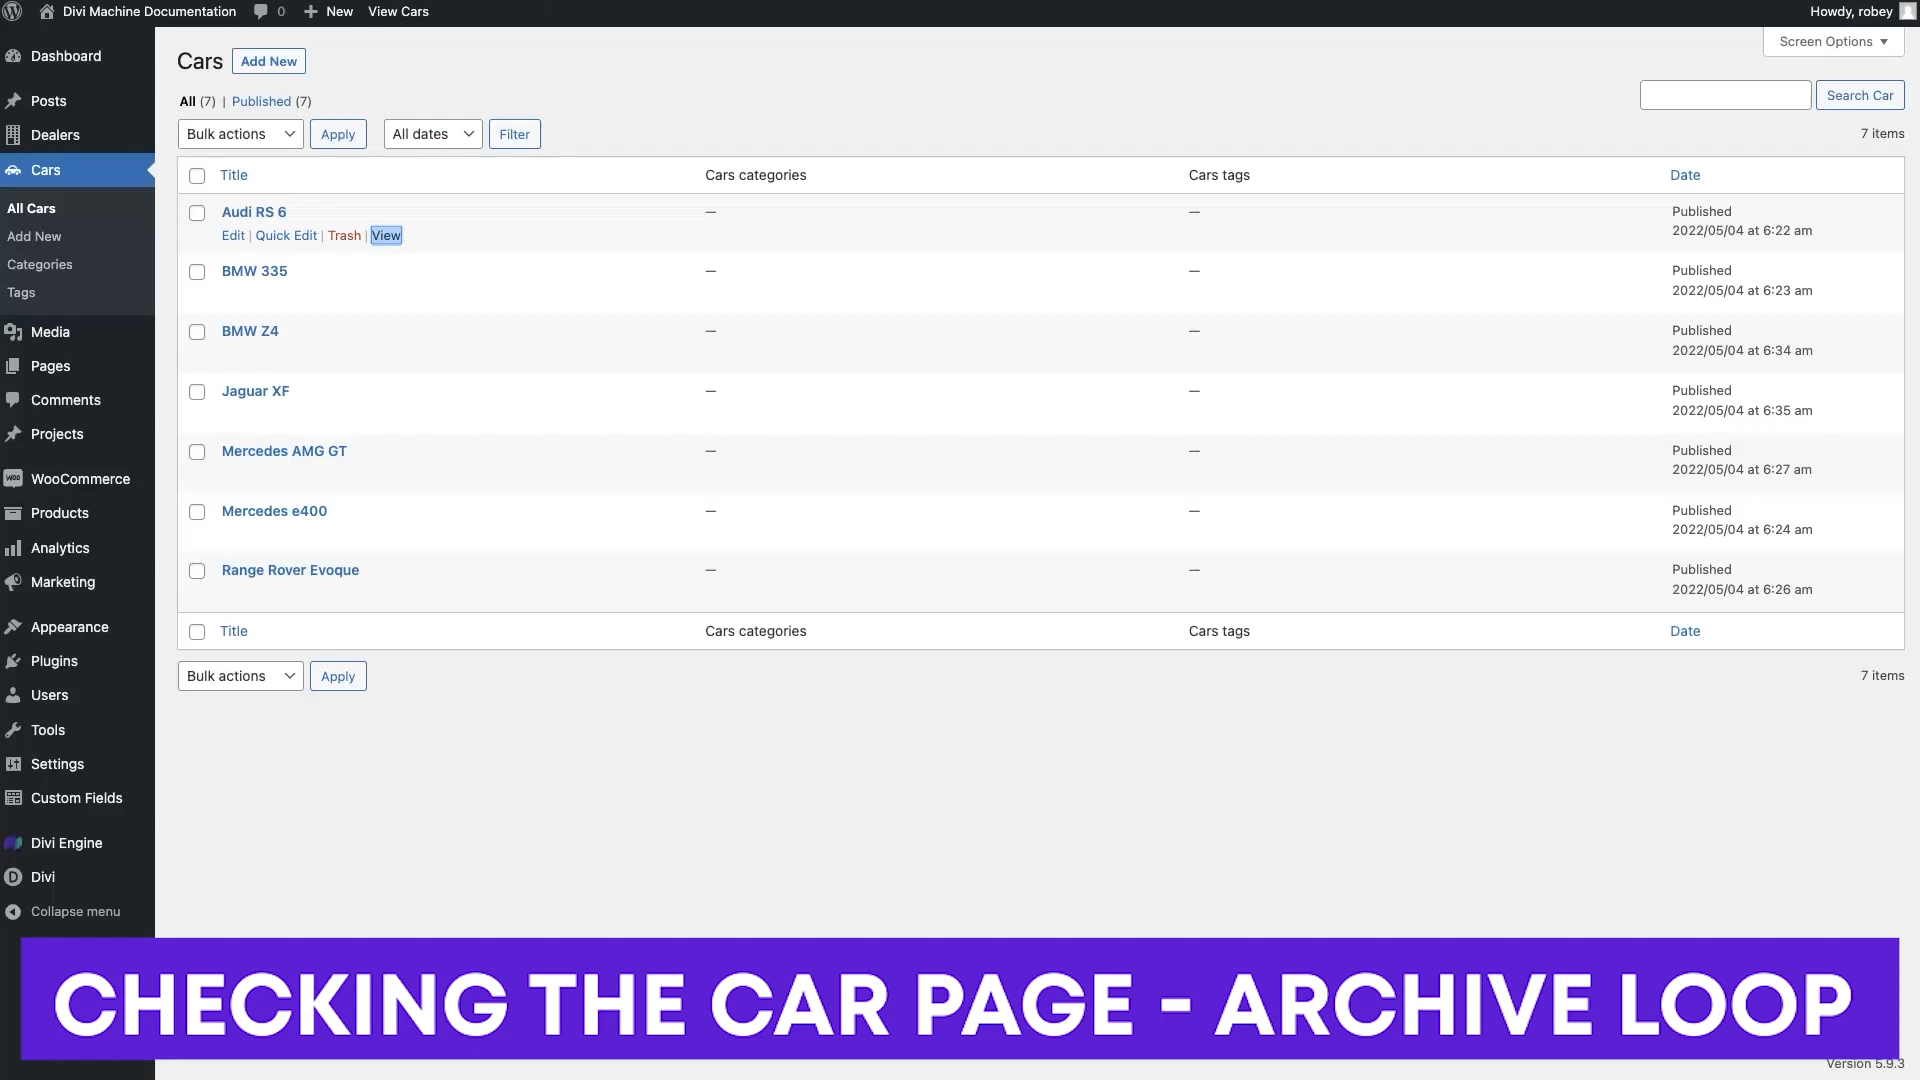 Divi Machine Documentation 0 New View Cars Howdy, robey
Screen Options
Dashboard
Posts
Dealers
Cars
All Cars
Add New
Categories
Tags
Media
Pages
Comments
Projects
WooCommerce
Products
Analytics
Marketing
Appearance
Plugins
Users
Tools
Settings
Custom Fields
Divi Engine
Divi
Collapse menu
Cars Add New
All (7) | Published (7)
Search Car
Bulk actions Apply All dates Filter 7 items
Title Cars categories Cars tags Date
Audi RS 6 — — Published
Edit | Quick Edit | Trash | View 2022/05/04 at 6:22 am
BMW 335 — — Published
2022/05/04 at 6:23 am
BMW Z4 — — Published
2022/05/04 at 6:34 am
Jaguar XF — — Published
2022/05/04 at 6:35 am
Mercedes AMG GT — — Published
2022/05/04 at 6:27 am
Mercedes e400 — — Published
2022/05/04 at 6:24 am
Range Rover Evoque — — Published
2022/05/04 at 6:26 am
Title Cars categories Cars tags Date
Bulk actions Apply 7 items
CHECKING THE CAR PAGE - ARCHIVE LOOP
Version 5.9.3